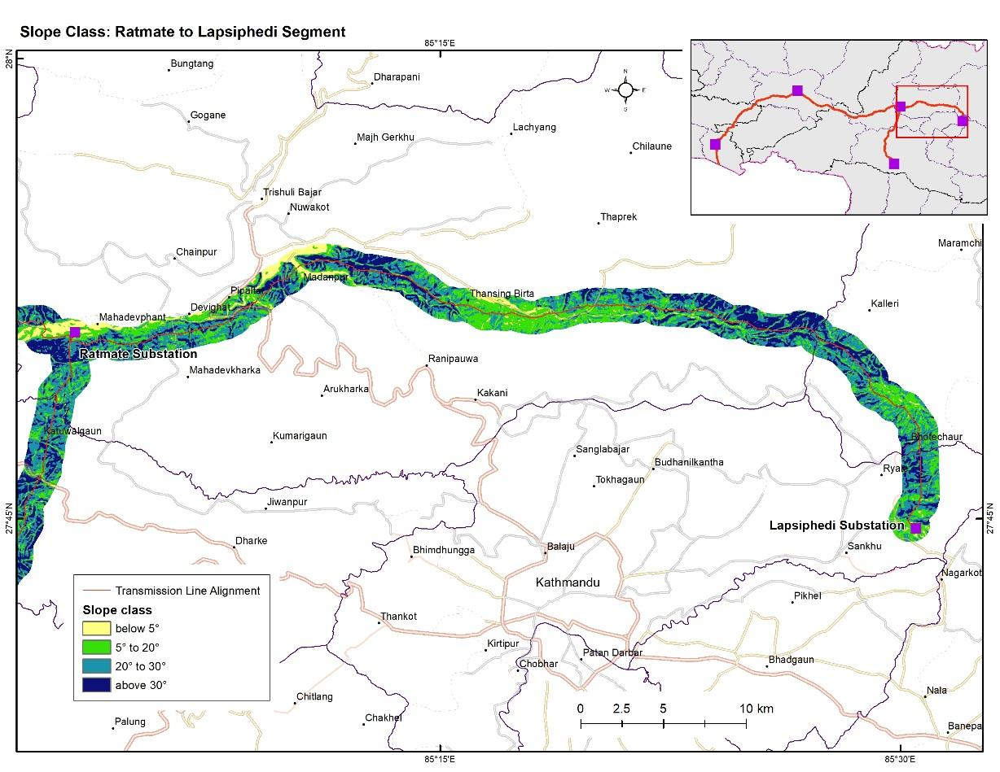 Slope Class: Ratmate to Lapsiphedi Segment
85°15'E
28°N
Bungtang
Dharapani
N
W E
S
Gogane
Lachyang
Majh Gerkhu
Chilaune
Trishuli Bajar
Nuwakot
Thaprek
Maramchi
Chainpur
Madanpur
Pipaltar
Thansing Birta
Devighat
Kalleri
Mahadevphant
Ratmate Substation
Ranipauwa
Mahadevkharka
Arukharka
Kakani
Katuwalgaun
Kumarigaun
Bhotechaur
Sanglabajar
Budhanilkantha
Ryale
Tokhagaun
Jiwanpur
27°45'N
27°45'N
Lapsiphedi Substation
Dharke
Bhimdhungga
Balaju
Sankhu
Nagarkot
Kathmandu
Transmission Line Alignment
Pikhel
Slope class
Thankot
below 5°
5° to 20°
Kirtipur
Patan Darbar
20° to 30°
Chobhar
Bhadgaun
above 30°
Nala
Chitlang
0 2.5 5 10 km
Palung
Chakhel
Banepa
85°15'E
85°30'E